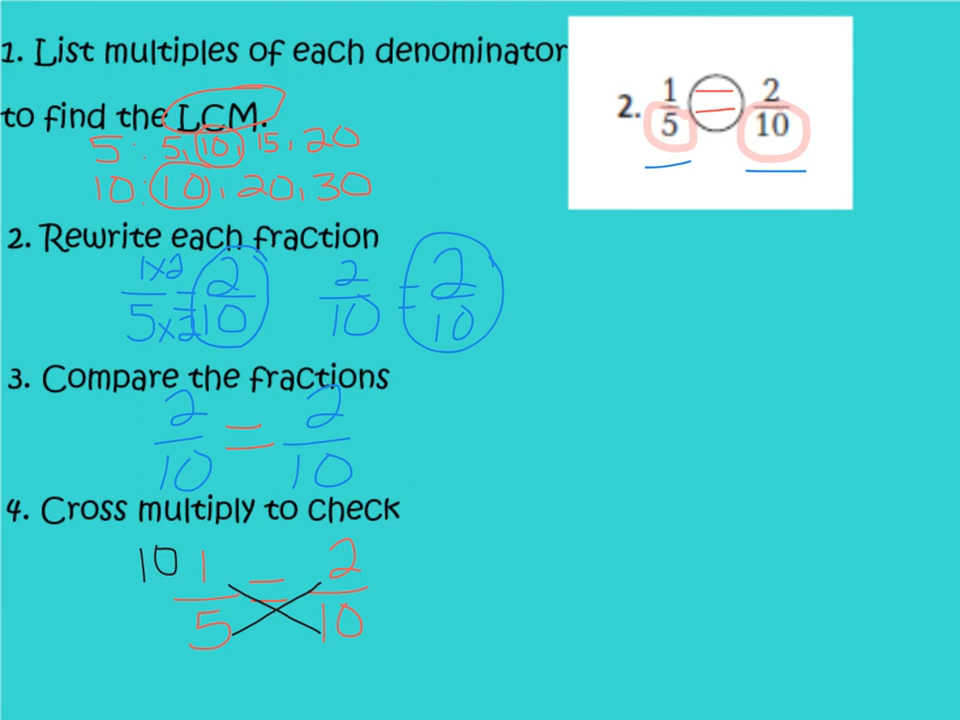 1. List multiples of each denominator
to find the LCM.
5: 5, 10, 15, 20
10: 10, 20, 30
2. 1/5 = 2/10
2. Rewrite each fraction
1x2/5x2 = 2/10 2/10 = 2/10
3. Compare the fractions
2/10 = 2/10
4. Cross multiply to check
10 1/5 = 2/10